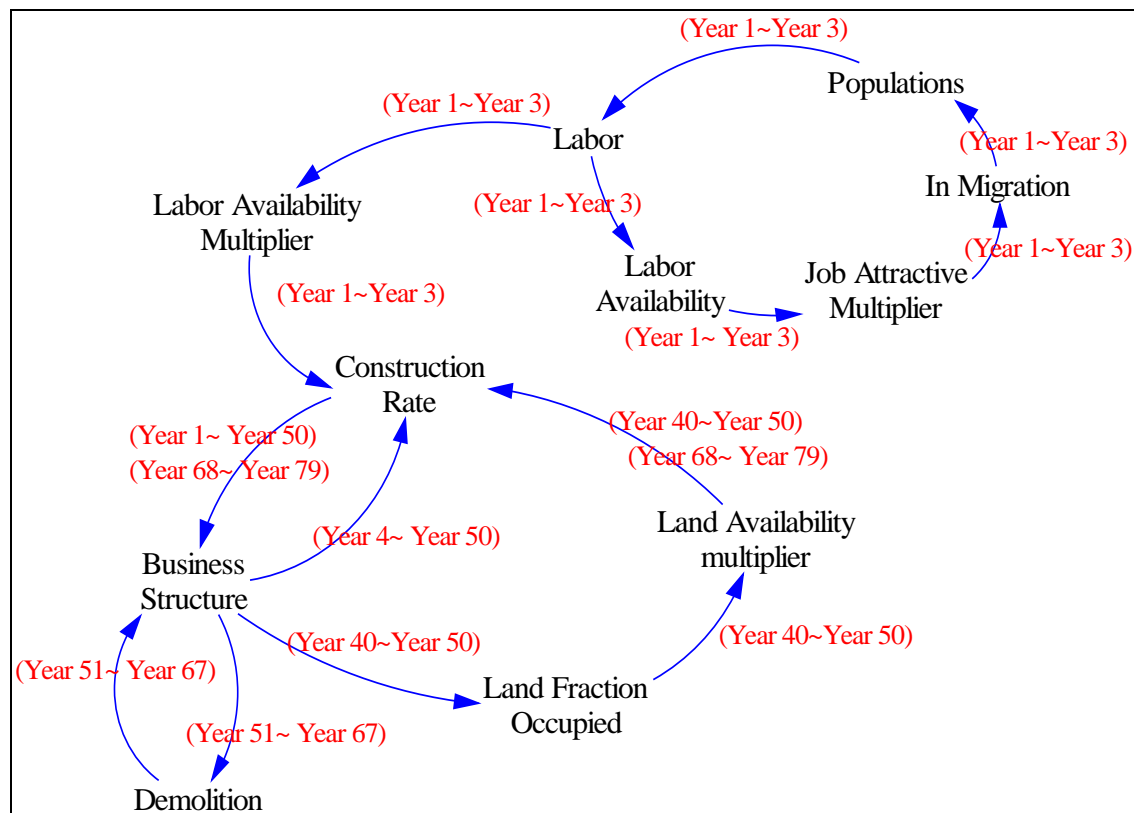 (Year 1~Year 3)
Populations
(Year 1~Year 3)
Labor
(Year 1~Year 3)
In Migration
Labor Availability
Multiplier
(Year 1~Year 3)
(Year 1~Year 3)
Labor
Availability
Job Attractive
Multiplier
(Year 1~Year 3)
(Year 1~ Year 3)
Construction
Rate
(Year 1~ Year 50)
(Year 68~ Year 79)
(Year 40~Year 50)
(Year 68~ Year 79)
(Year 4~ Year 50)
Land Availability
multiplier
Business
Structure
(Year 40~Year 50)
(Year 40~Year 50)
(Year 51~ Year 67)
Land Fraction
Occupied
(Year 51~ Year 67)
Demolition